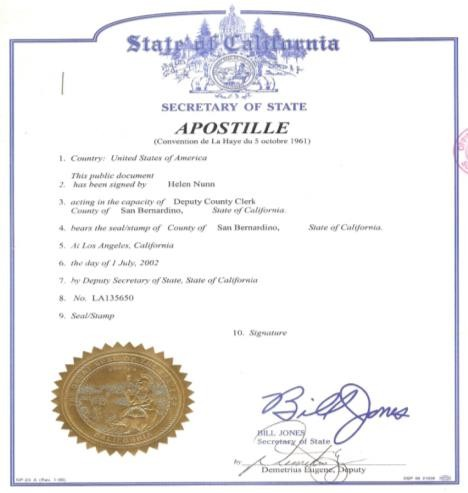 State of California
SECRETARY OF STATE
APOSTILLE
(Convention de La Haye du 5 octobre 1961)
1. Country: United States of America
This public document
2. has been signed by Helen Nunn
3. acting in the capacity of Deputy County Clerk
County of San Bernardino, State of California.
4. bears the seal/stamp of County of San Bernardino, State of California.
5. At Los Angeles, California
6. the day of 1 July, 2002
7. by Deputy Secretary of State, State of California
8. No. LA135650
9. Seal/Stamp
10. Signature
Bill Jones
BILL JONES
Secretary of State
by
Demetrius Eugene, Deputy